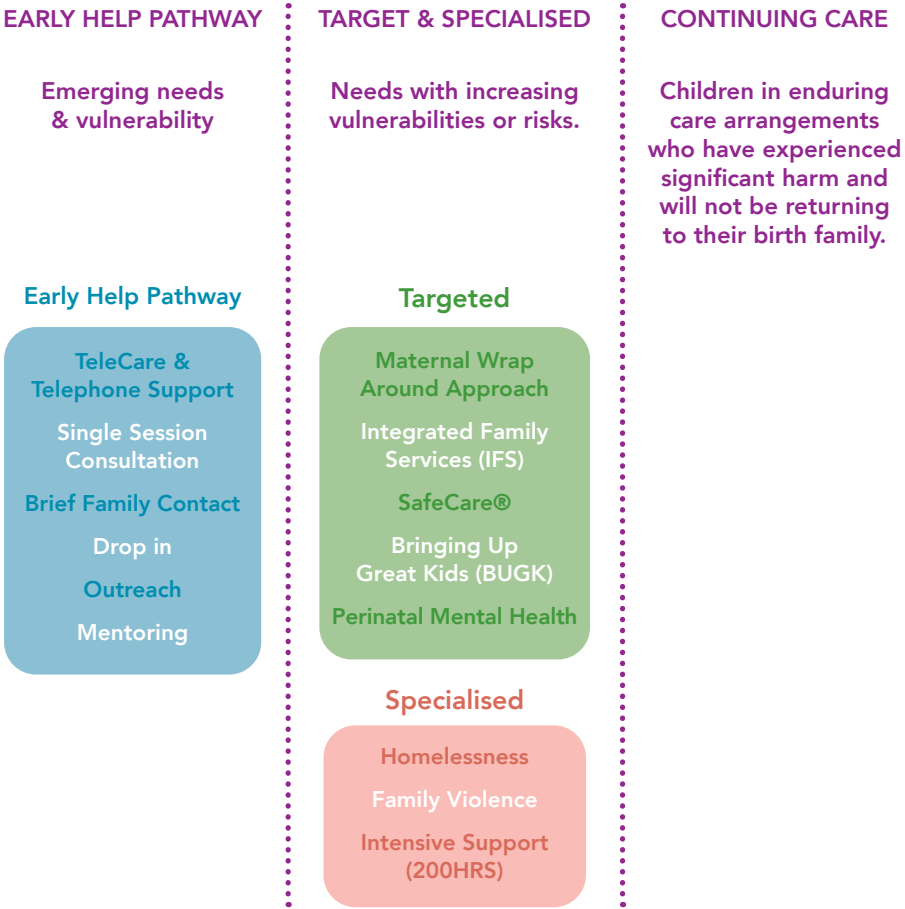 EARLY HELP PATHWAY
Emerging needs
& vulnerability
Early Help Pathway
TeleCare &
Telephone Support
Single Session
Consultation
Brief Family Contact
Drop in
Outreach
Mentoring
TARGET & SPECIALISED
Needs with increasing
vulnerabilities or risks.
Targeted
Maternal Wrap
Around Approach
Integrated Family
Services (IFS)
SafeCare®
Bringing Up
Great Kids (BUGK)
Perinatal Mental Health
Specialised
Homelessness
Family Violence
Intensive Support
(200HRS)
CONTINUING CARE
Children in enduring
care arrangements
who have experienced
significant harm and
will not be returning
to their birth family.